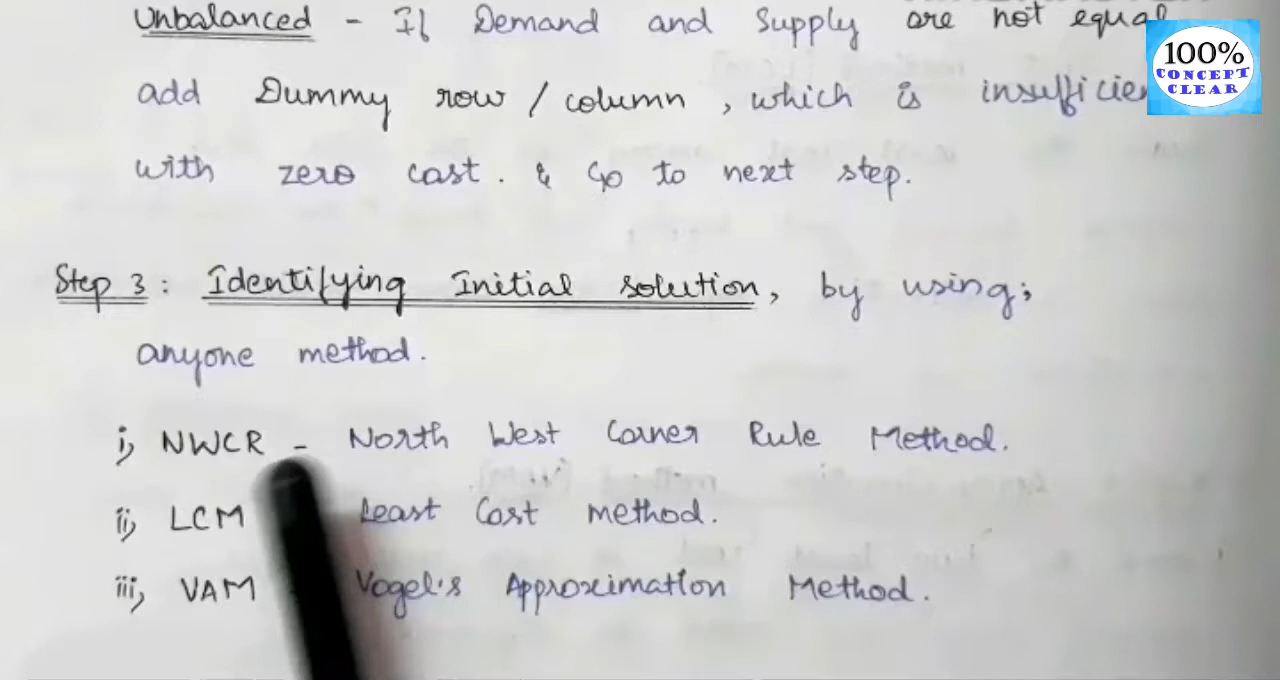 Unbalanced - If Demand and Supply are not equal
add Dummy row / column , which is
with zero cast . & Go to next step.
Step 3 : Identifying Initial solution, by using;
anyone method.
i, NWCR - North West Corner Rule Method.
ii, LCM Least Cost method.
iii, VAM Vogel's Approximation Method.
100%
CONCEPT
CLEAR